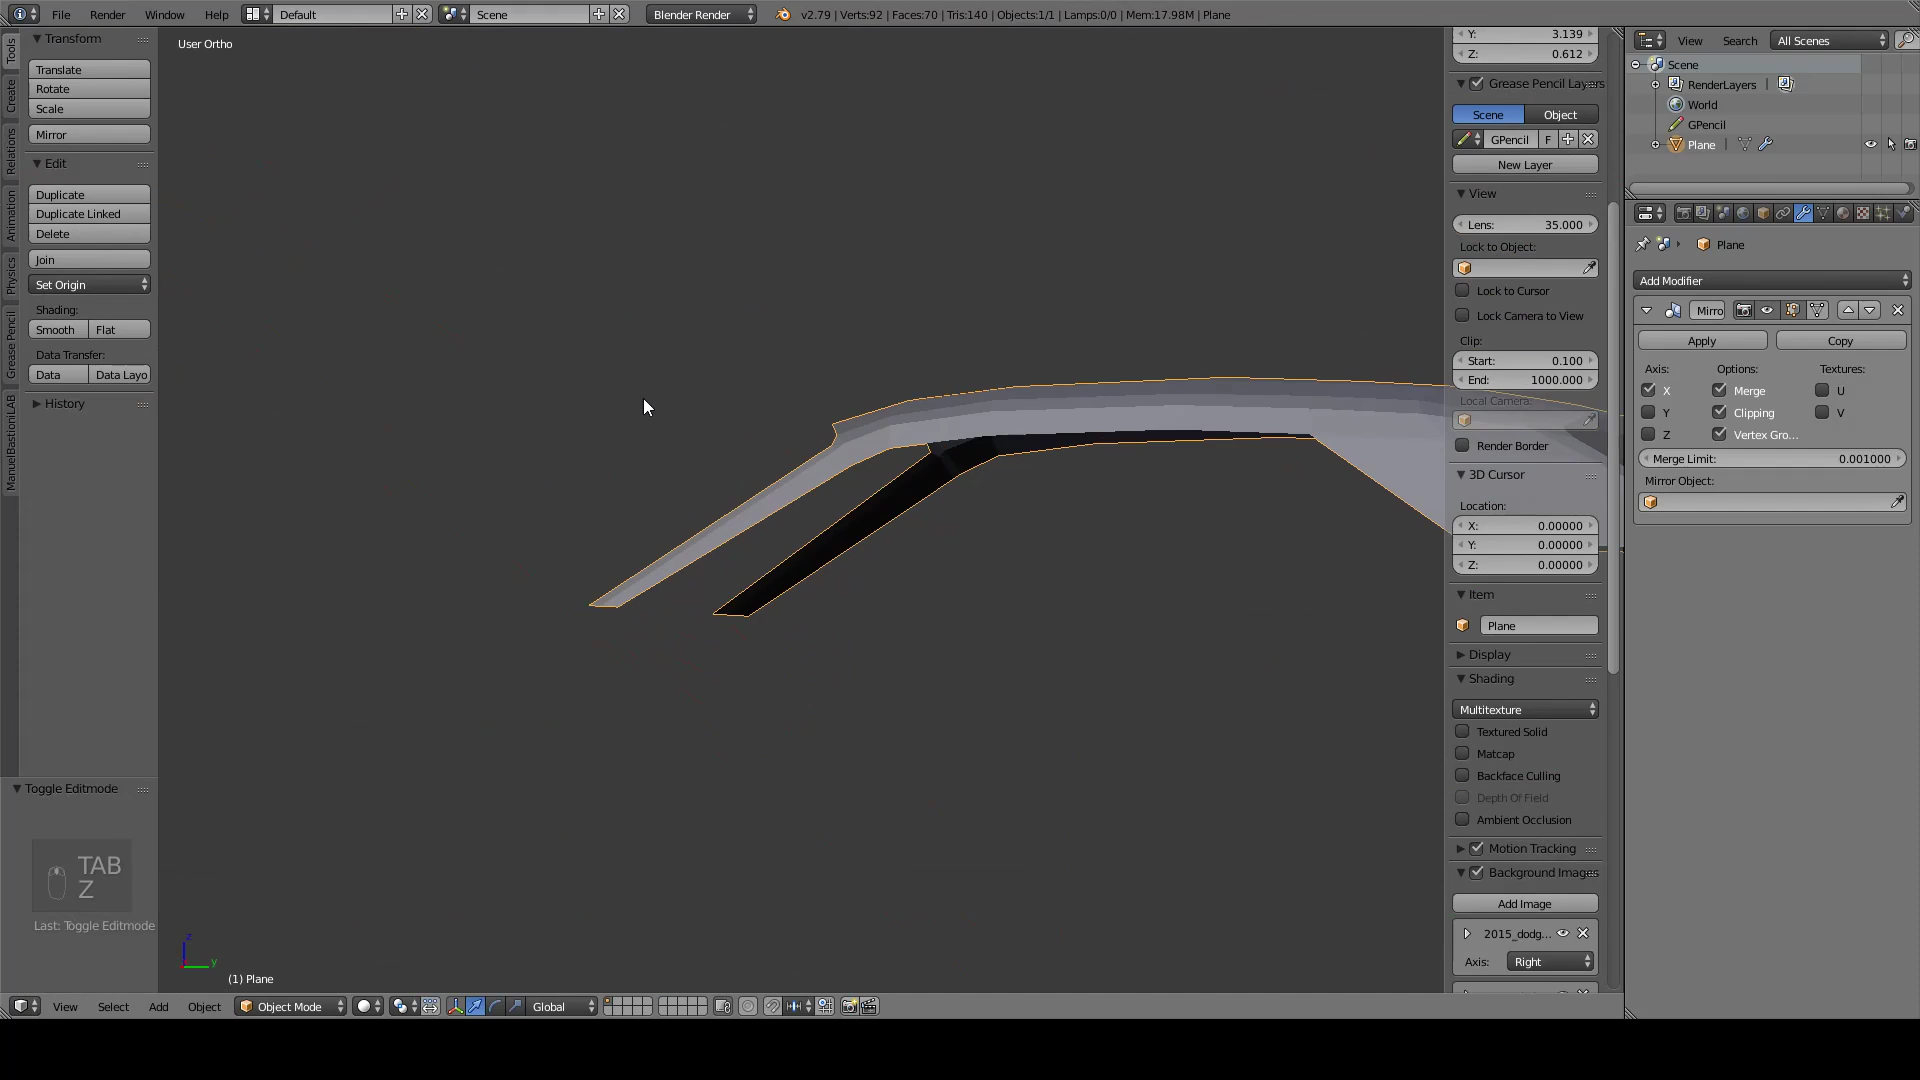 File Render Window Help Default Scene Blender Render v2.79 | Verts:92 | Faces:70 | Tris:140 | Objects:1/1 | Lamps:0/0 | Mem:17.98M | Plane
Tools
Create
Relations
Animation
Physics
Grease Pencil
ManuelBastioniLAB
Transform
Translate
Rotate
Scale
Mirror
Edit
Duplicate
Duplicate Linked
Delete
Join
Set Origin
Shading:
Smooth Flat
Data Transfer:
Data Data Layo
History
Toggle Editmode
TAB
Z
Last: Toggle Editmode
User Ortho
z
y
(1) Plane
View Select Add Object Object Mode Global
Y: 3.139
Z: 0.612
Grease Pencil Layers
Scene Object
GPencil F
New Layer
View
Lens: 35.000
Lock to Object:
Lock to Cursor
Lock Camera to View
Clip:
Start: 0.100
End: 1000.000
Local Camera:
Render Border
3D Cursor
Location:
X: 0.00000
Y: 0.00000
Z: 0.00000
Item
Plane
Display
Shading
Multitexture
Textured Solid
Matcap
Backface Culling
Depth Of Field
Ambient Occlusion
Motion Tracking
Background Images
Add Image
2015_dodg...
Axis: Right
View Search All Scenes
Scene
RenderLayers |
World
GPencil
Plane |
Plane
Add Modifier
Mirro
Apply Copy
Axis: Options: Textures:
X Merge U
Y Clipping V
Z Vertex Gro...
Merge Limit: 0.001000
Mirror Object: